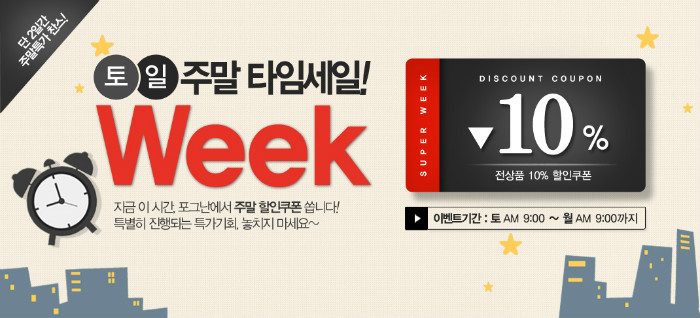 단 2일간
주말특가 찬스!
토 일 주말 타임세일!
Week
지금 이 시간, 포그난에서 주말 할인쿠폰 쏩니다!
특별히 진행되는 특가기회, 놓치지 마세요~
SUPER WEEK
DISCOUNT COUPON
▼10%
전상품 10% 할인쿠폰
이벤트기간 : 토 AM 9:00 ~ 월 AM 9:00까지